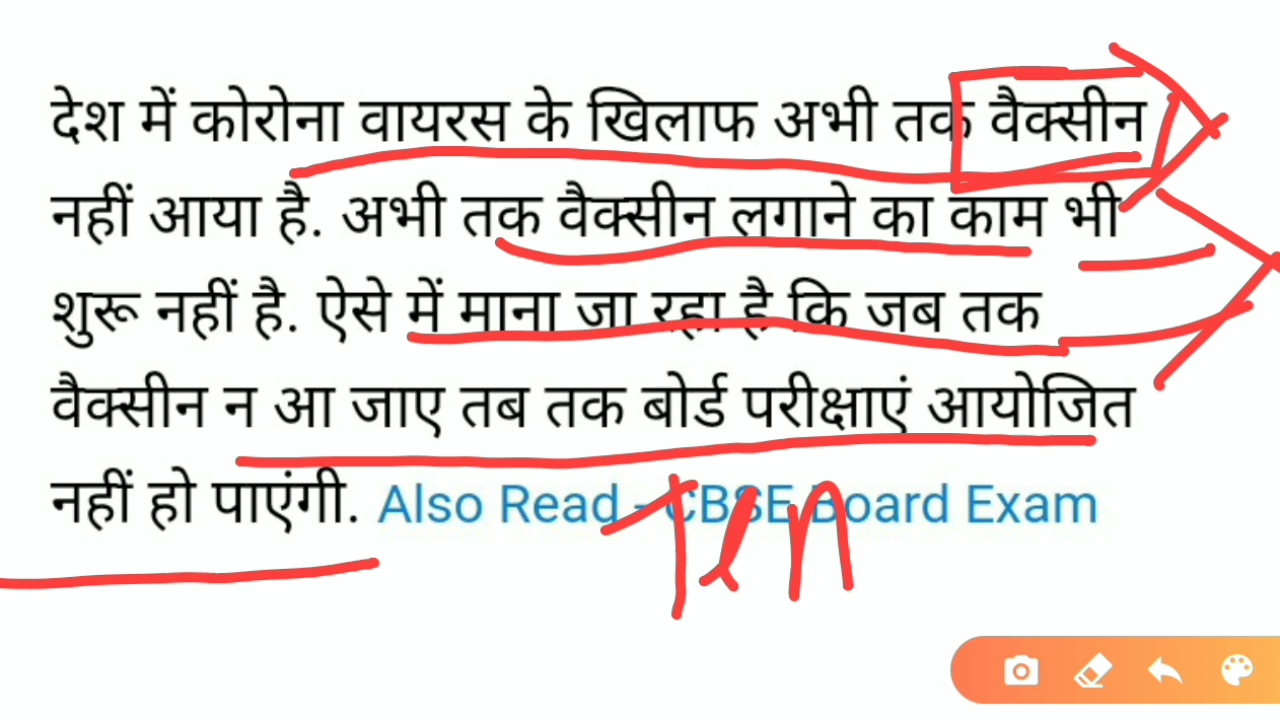 देश में कोरोना वायरस के खिलाफ अभी तक वैक्सीन
नहीं आया है. अभी तक वैक्सीन लगाने का काम भी
शुरू नहीं है. ऐसे में माना जा रहा है कि जब तक
वैक्सीन न आ जाए तब तक बोर्ड परीक्षाएं आयोजित
नहीं हो पाएंगी. Also Read - CBSE Board Exam
Ten